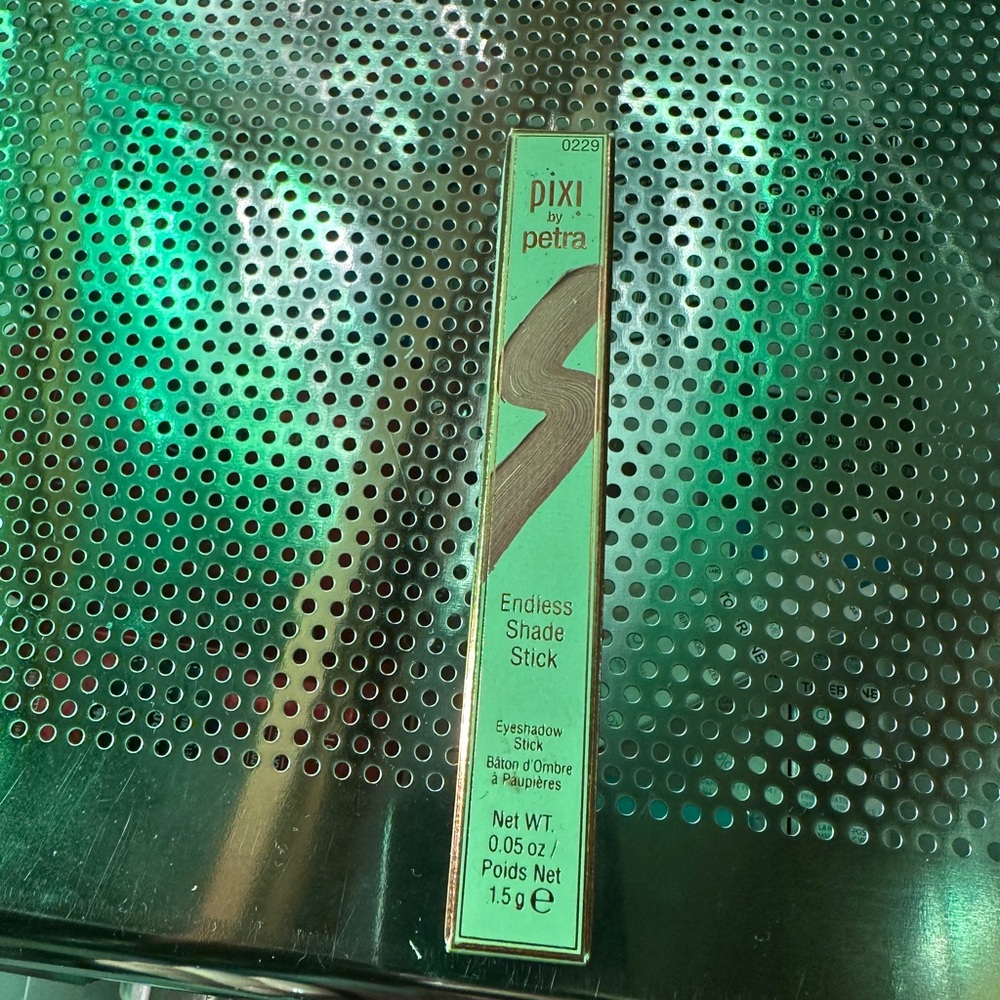 0229
pixi
by
petra
Endless
Shade
Stick
Eyeshadow
Stick
Bâton d'Ombre
à Paupières
Net WT.
0.05 oz /
Poids Net
1.5 g e